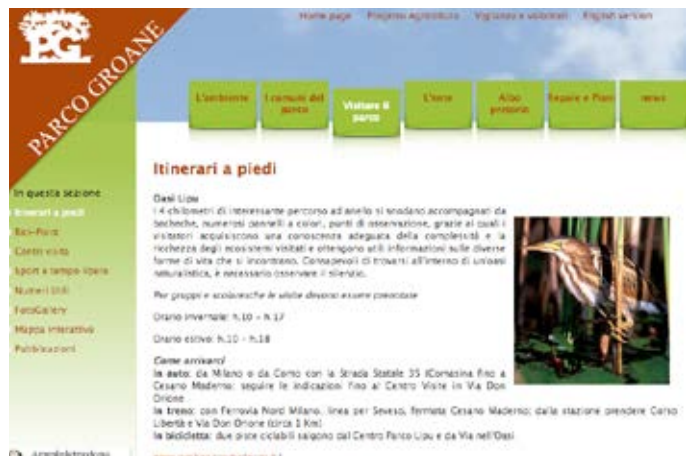 Home page Progetto Agricoltura Vigilanza e volontari English version
PG
PARCO GROANE
L'ambiente
I comuni del
parco
Visitare il
parco
L'ente
Albo
pretorio
Regole e Piani
news
Itinerari a piedi
In questa sezione
Itinerari a piedi
Bici-Parco
Centri visita
Sport e tempo libero
Numeri Utili
FotoGallery
Mappa interattiva
Pubblicazioni
Oasi Lipu
I 4 chilometri di interessante percorso ad anello si snodano accompagnati da
bacheche, numerosi pannelli a colori, punti di osservazione, grazie ai quali i
visitatori acquisiscono una conoscenza adeguata della complessità e la
ricchezza degli ecosistemi visitati e ottengono utili informazioni sulle diverse
forme di vita che si incontrano. Consapevoli di trovarsi all'interno di un'oasi
naturalistica, è necessario osservare il silenzio.
Per gruppi e scolaresche le visite devono essere prenotate
Orario invernale: h.10 - h.17
Orario estivo: h.10 - h.18
Come arrivarci
In auto: da Milano o da Como con la Strada Statale 35 (Comasina fino a
Cesano Maderno: seguire le indicazioni fino al Centro Visite in Via Don
Orione
In treno: con Ferrovia Nord Milano, linea per Seveso, fermata Cesano Maderno; dalla stazione prendere Corso
Libertà e Via Don Orione (circa 1 Km)
In bicicletta: due piste ciclabili salgono dal Centro Parco Lipu e da Via nell'Oasi